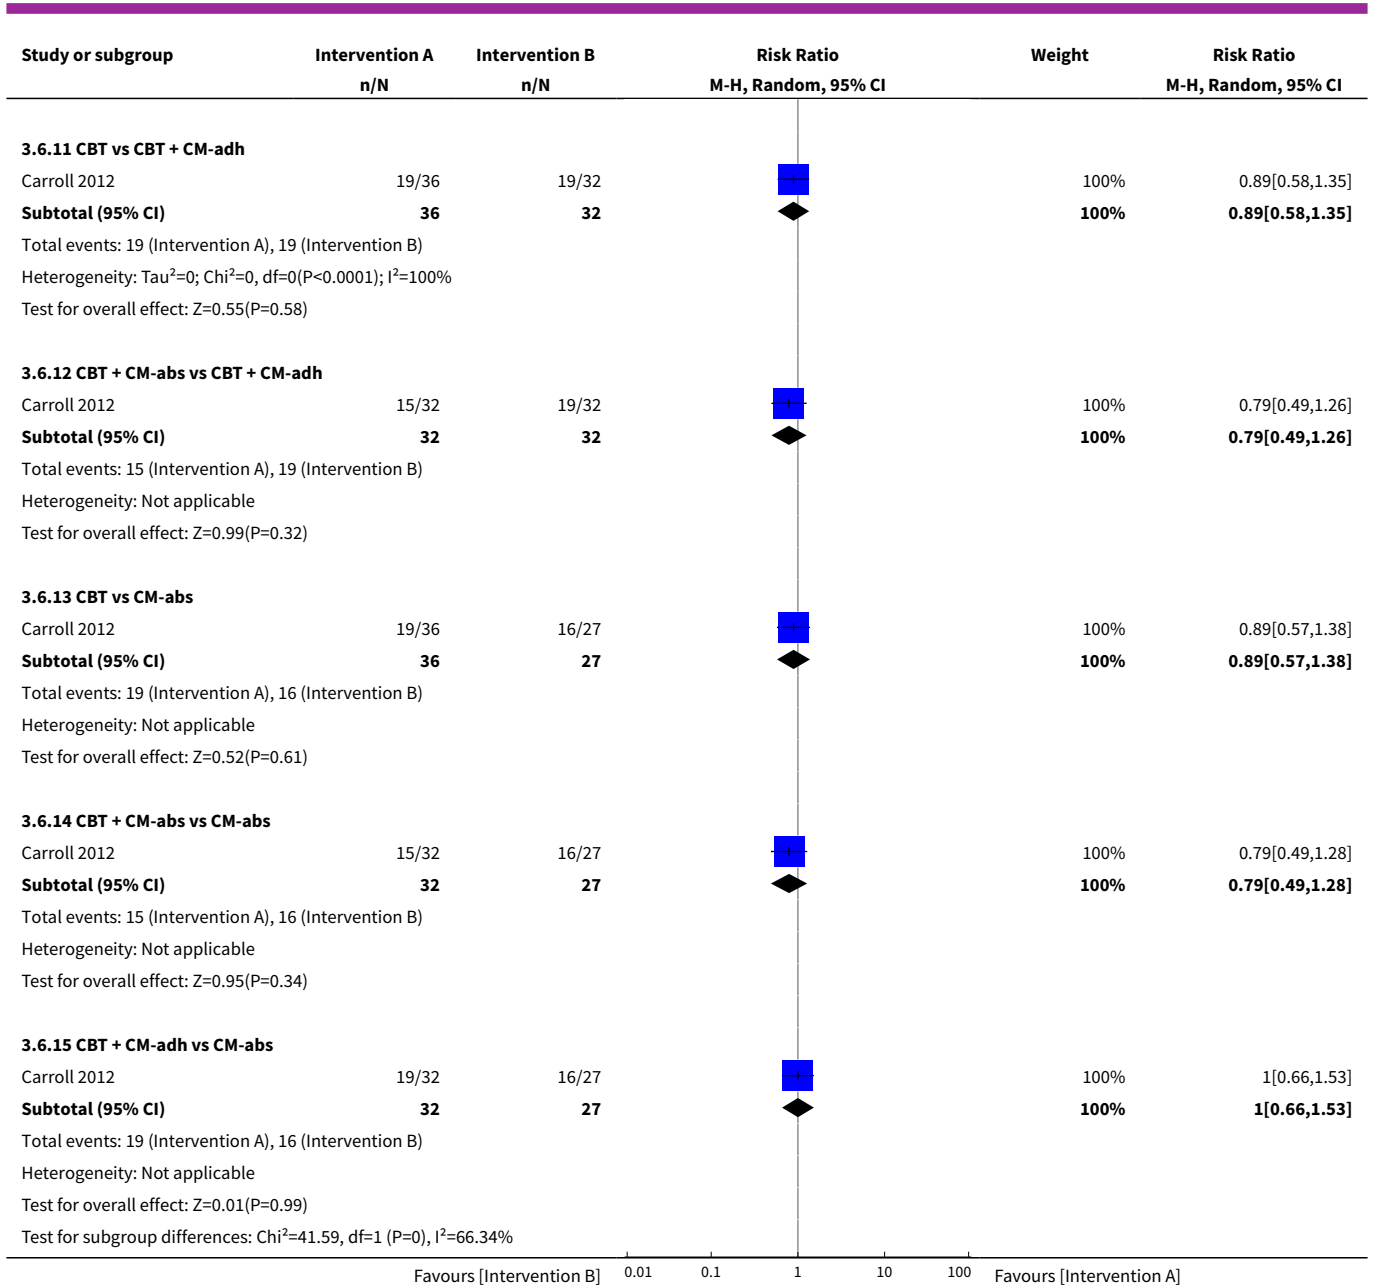 Study or subgroup Intervention A Intervention B Risk Ratio Weight Risk Ratio
n/N n/N M-H, Random, 95% CI M-H, Random, 95% CI
3.6.11 CBT vs CBT + CM-adh
Carroll 2012 19/36 19/32 100% 0.89[0.58,1.35]
Subtotal (95% CI) 36 32 100% 0.89[0.58,1.35]
Total events: 19 (Intervention A), 19 (Intervention B)
Heterogeneity: Tau²=0; Chi²=0, df=0(P<0.0001); I²=100%
Test for overall effect: Z=0.55(P=0.58)
3.6.12 CBT + CM-abs vs CBT + CM-adh
Carroll 2012 15/32 19/32 100% 0.79[0.49,1.26]
Subtotal (95% CI) 32 32 100% 0.79[0.49,1.26]
Total events: 15 (Intervention A), 19 (Intervention B)
Heterogeneity: Not applicable
Test for overall effect: Z=0.99(P=0.32)
3.6.13 CBT vs CM-abs
Carroll 2012 19/36 16/27 100% 0.89[0.57,1.38]
Subtotal (95% CI) 36 27 100% 0.89[0.57,1.38]
Total events: 19 (Intervention A), 16 (Intervention B)
Heterogeneity: Not applicable
Test for overall effect: Z=0.52(P=0.61)
3.6.14 CBT + CM-abs vs CM-abs
Carroll 2012 15/32 16/27 100% 0.79[0.49,1.28]
Subtotal (95% CI) 32 27 100% 0.79[0.49,1.28]
Total events: 15 (Intervention A), 16 (Intervention B)
Heterogeneity: Not applicable
Test for overall effect: Z=0.95(P=0.34)
3.6.15 CBT + CM-adh vs CM-abs
Carroll 2012 19/32 16/27 100% 1[0.66,1.53]
Subtotal (95% CI) 32 27 100% 1[0.66,1.53]
Total events: 19 (Intervention A), 16 (Intervention B)
Heterogeneity: Not applicable
Test for overall effect: Z=0.01(P=0.99)
Test for subgroup differences: Chi²=41.59, df=1 (P=0), I²=66.34%
Favours [Intervention B] 0.01 0.1 1 10 100 Favours [Intervention A]